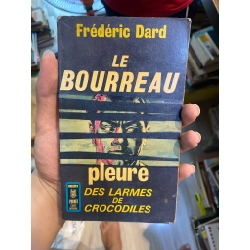 Frédéric Dard
LE
BOURREAU
pleure
DES LARMES
DE
CROCODILES